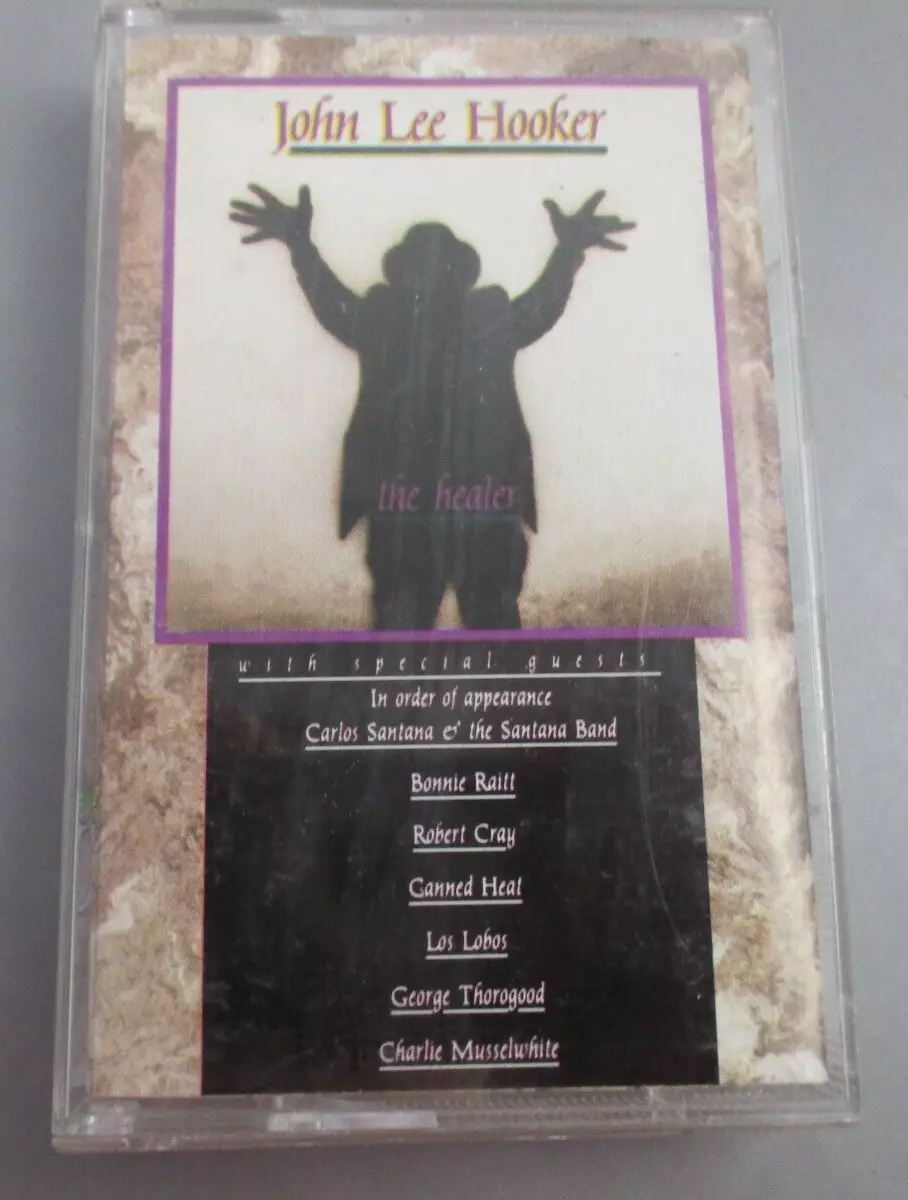 John Lee Hooker
the healer
with special guests
In order of appearance
Carlos Santana & the Santana Band
Bonnie Raitt
Robert Cray
Canned Heat
Los Lobos
George Thorogood
Charlie Musselwhite